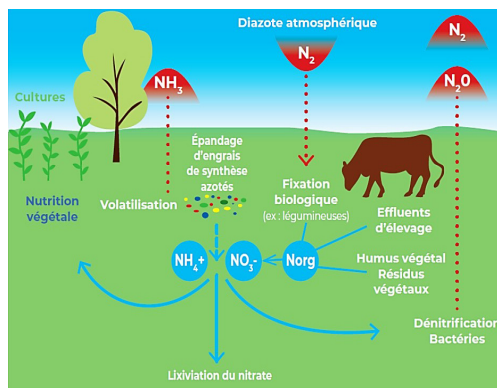 Diazote atmosphérique
N₂
N₂
NH₃
N₂O
Cultures
Épandage
d'engrais
de synthèse
azotés
Nutrition
végétale
Volatilisation
Fixation
biologique
(ex : légumineuses)
Effluents
d'élevage
NH₄+
NO₃-
Norg
Humus végétal
Résidus
végétaux
Dénitrification
Bactéries
Lixiviation du nitrate